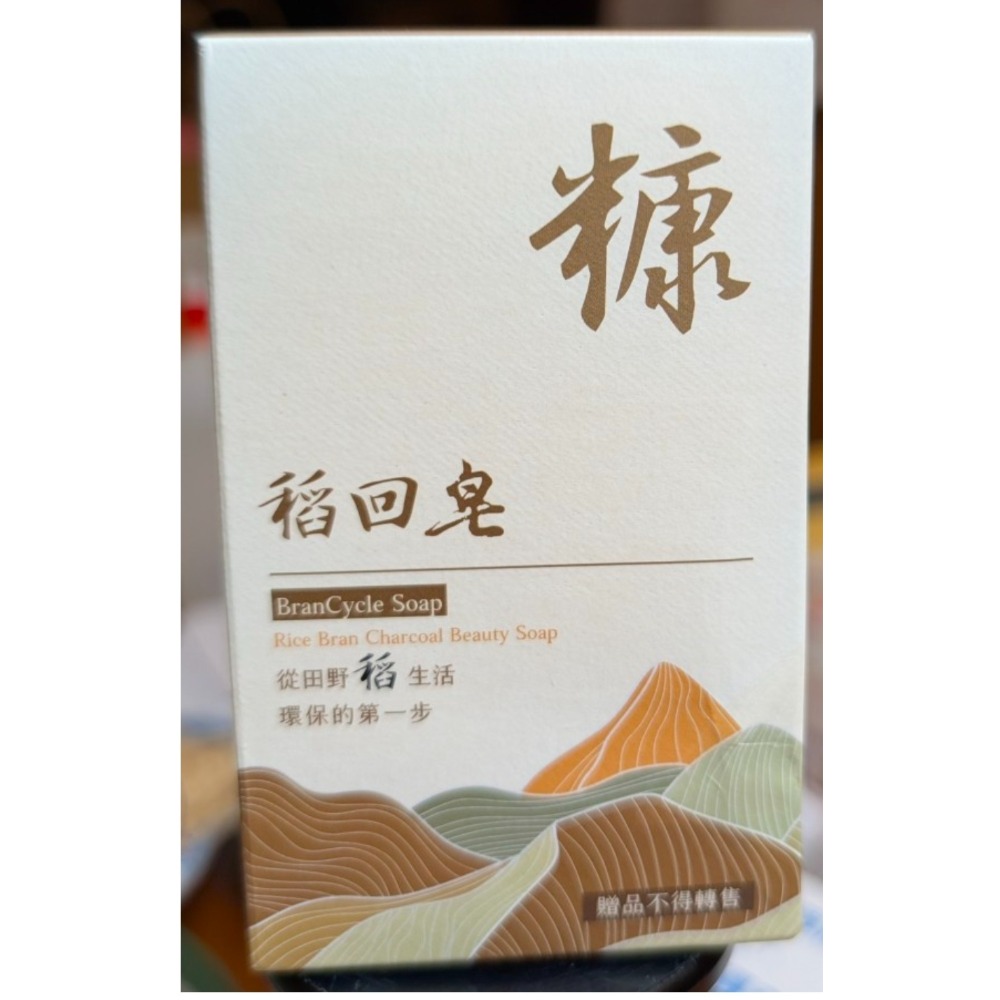 糠
稻回皂
BranCycle Soap
Rice Bran Charcoal Beauty Soap
從田野稻生活
環保的第一步
贈品不得轉售